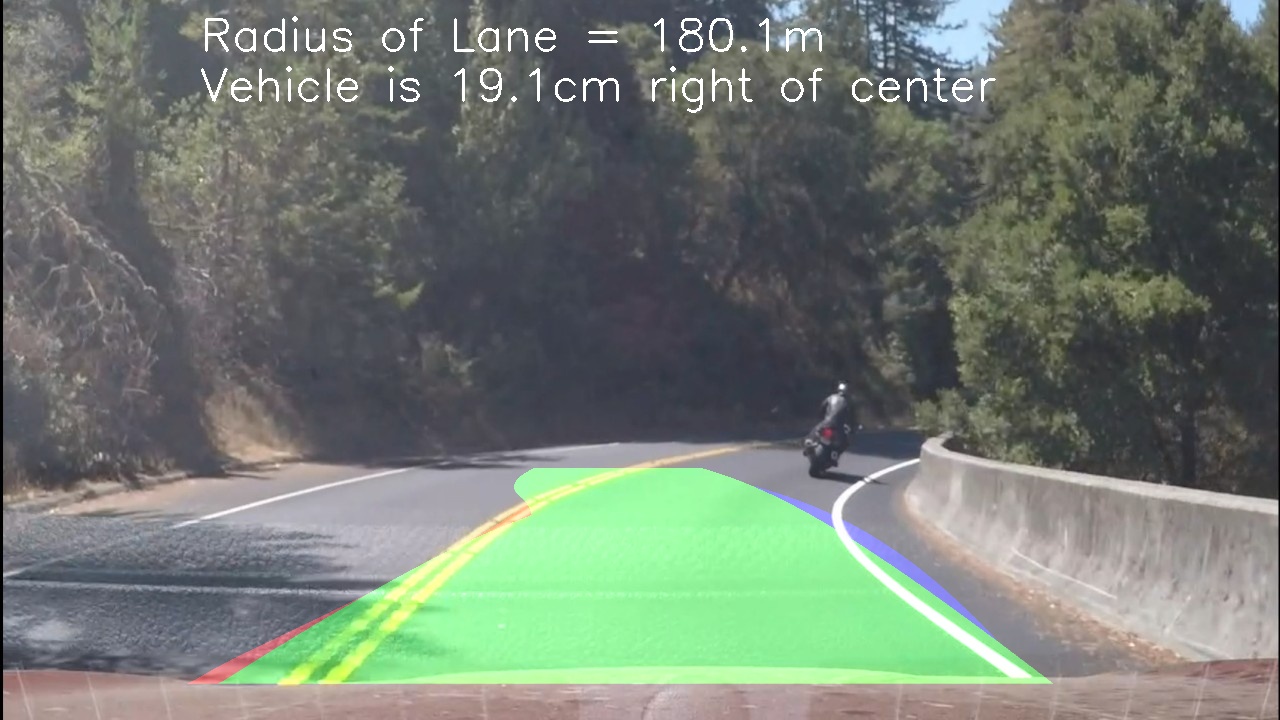 Radius of Lane = 180.1m
Vehicle is 19.1cm right of center